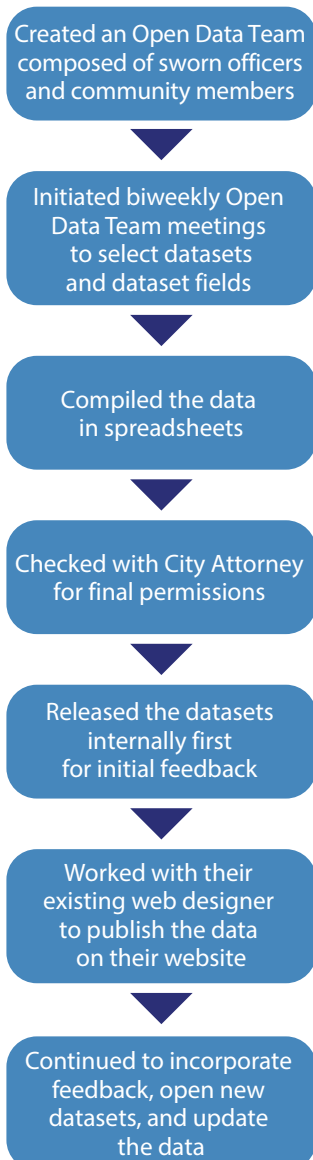 Created an Open Data Team
composed of sworn officers
and community members
Initiated biweekly Open
Data Team meetings
to select datasets
and dataset fields
Compiled the data
in spreadsheets
Checked with City Attorney
for final permissions
Released the datasets
internally first
for initial feedback
Worked with their
existing web designer
to publish the data
on their website
Continued to incorporate
feedback, open new
datasets, and update
the data